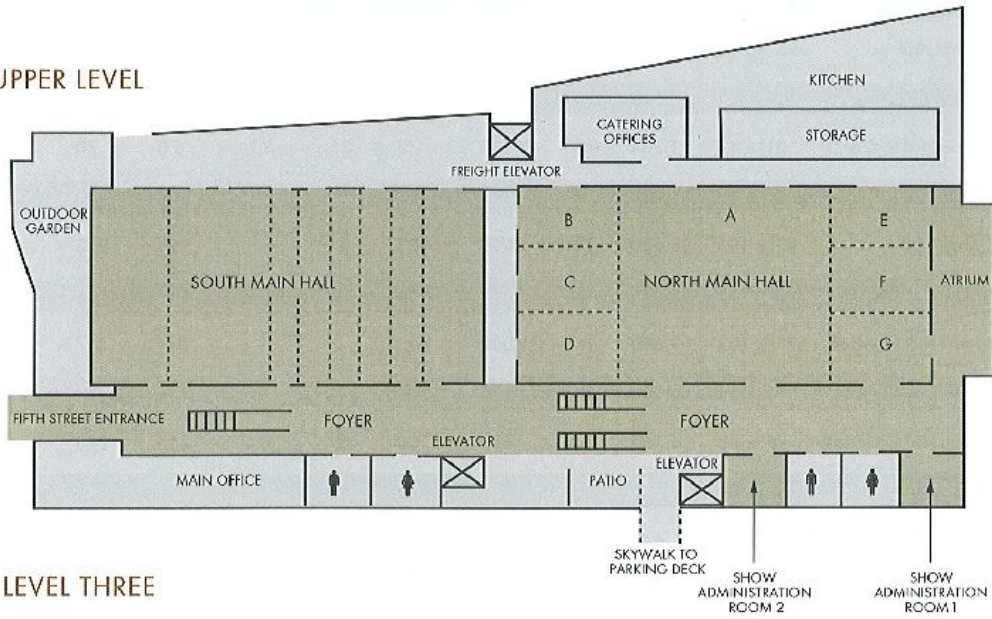 UPPER LEVEL
KITCHEN
CATERING
OFFICES
STORAGE
FREIGHT ELEVATOR
OUTDOOR
GARDEN
B
A
E
SOUTH MAIN HALL
C
NORTH MAIN HALL
F
ATRIUM
D
G
FIFTH STREET ENTRANCE
FOYER
FOYER
ELEVATOR
ELEVATOR
MAIN OFFICE
PATIO
SKYWALK TO
PARKING DECK
LEVEL THREE
SHOW
ADMINISTRATION
ROOM 2
SHOW
ADMINISTRATION
ROOM 1